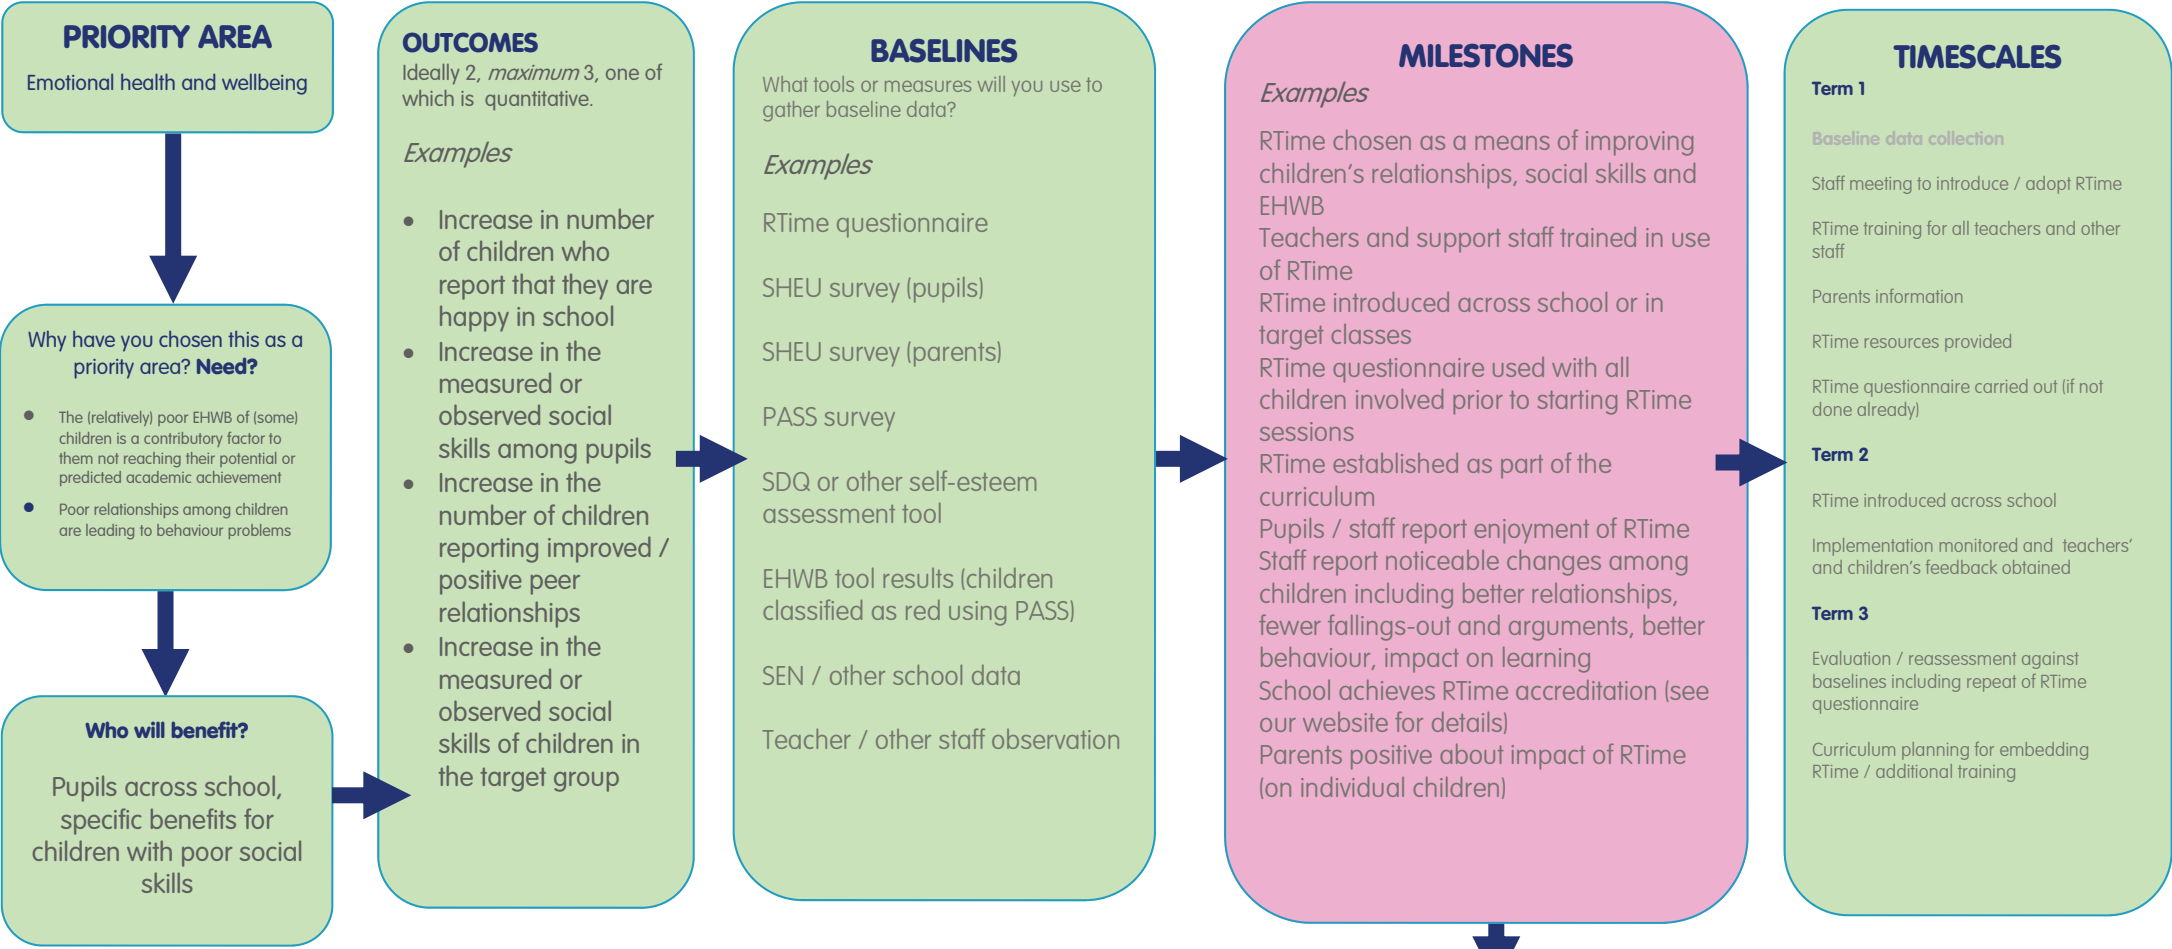 PRIORITY AREA
Emotional health and wellbeing
Why have you chosen this as a
priority area? Need?
• The (relatively) poor EHWB of (some)
children is a contributory factor to
them not reaching their potential or
predicted academic achievement
• Poor relationships among children
are leading to behaviour problems
Who will benefit?
Pupils across school,
specific benefits for
children with poor social
skills
OUTCOMES
Ideally 2, maximum 3, one of
which is quantitative.
Examples
• Increase in number
of children who
report that they are
happy in school
• Increase in the
measured or
observed social
skills among pupils
• Increase in the
number of children
reporting improved /
positive peer
relationships
• Increase in the
measured or
observed social
skills of children in
the target group
BASELINES
What tools or measures will you use to
gather baseline data?
Examples
RTime questionnaire
SHEU survey (pupils)
SHEU survey (parents)
PASS survey
SDQ or other self-esteem
assessment tool
EHWB tool results (children
classified as red using PASS)
SEN / other school data
Teacher / other staff observation
MILESTONES
Examples
RTime chosen as a means of improving
children's relationships, social skills and
EHWB
Teachers and support staff trained in use
of RTime
RTime introduced across school or in
target classes
RTime questionnaire used with all
children involved prior to starting RTime
sessions
RTime established as part of the
curriculum
Pupils / staff report enjoyment of RTime
Staff report noticeable changes among
children including better relationships,
fewer fallings-out and arguments, better
behaviour, impact on learning
School achieves RTime accreditation (see
our website for details)
Parents positive about impact of RTime
(on individual children)
TIMESCALES
Term 1
Baseline data collection
Staff meeting to introduce / adopt RTime
RTime training for all teachers and other
staff
Parents information
RTime resources provided
RTime questionnaire carried out (if not
done already)
Term 2
RTime introduced across school
Implementation monitored and teachers'
and children's feedback obtained
Term 3
Evaluation / reassessment against
baselines including repeat of RTime
questionnaire
Curriculum planning for embedding
RTime / additional training